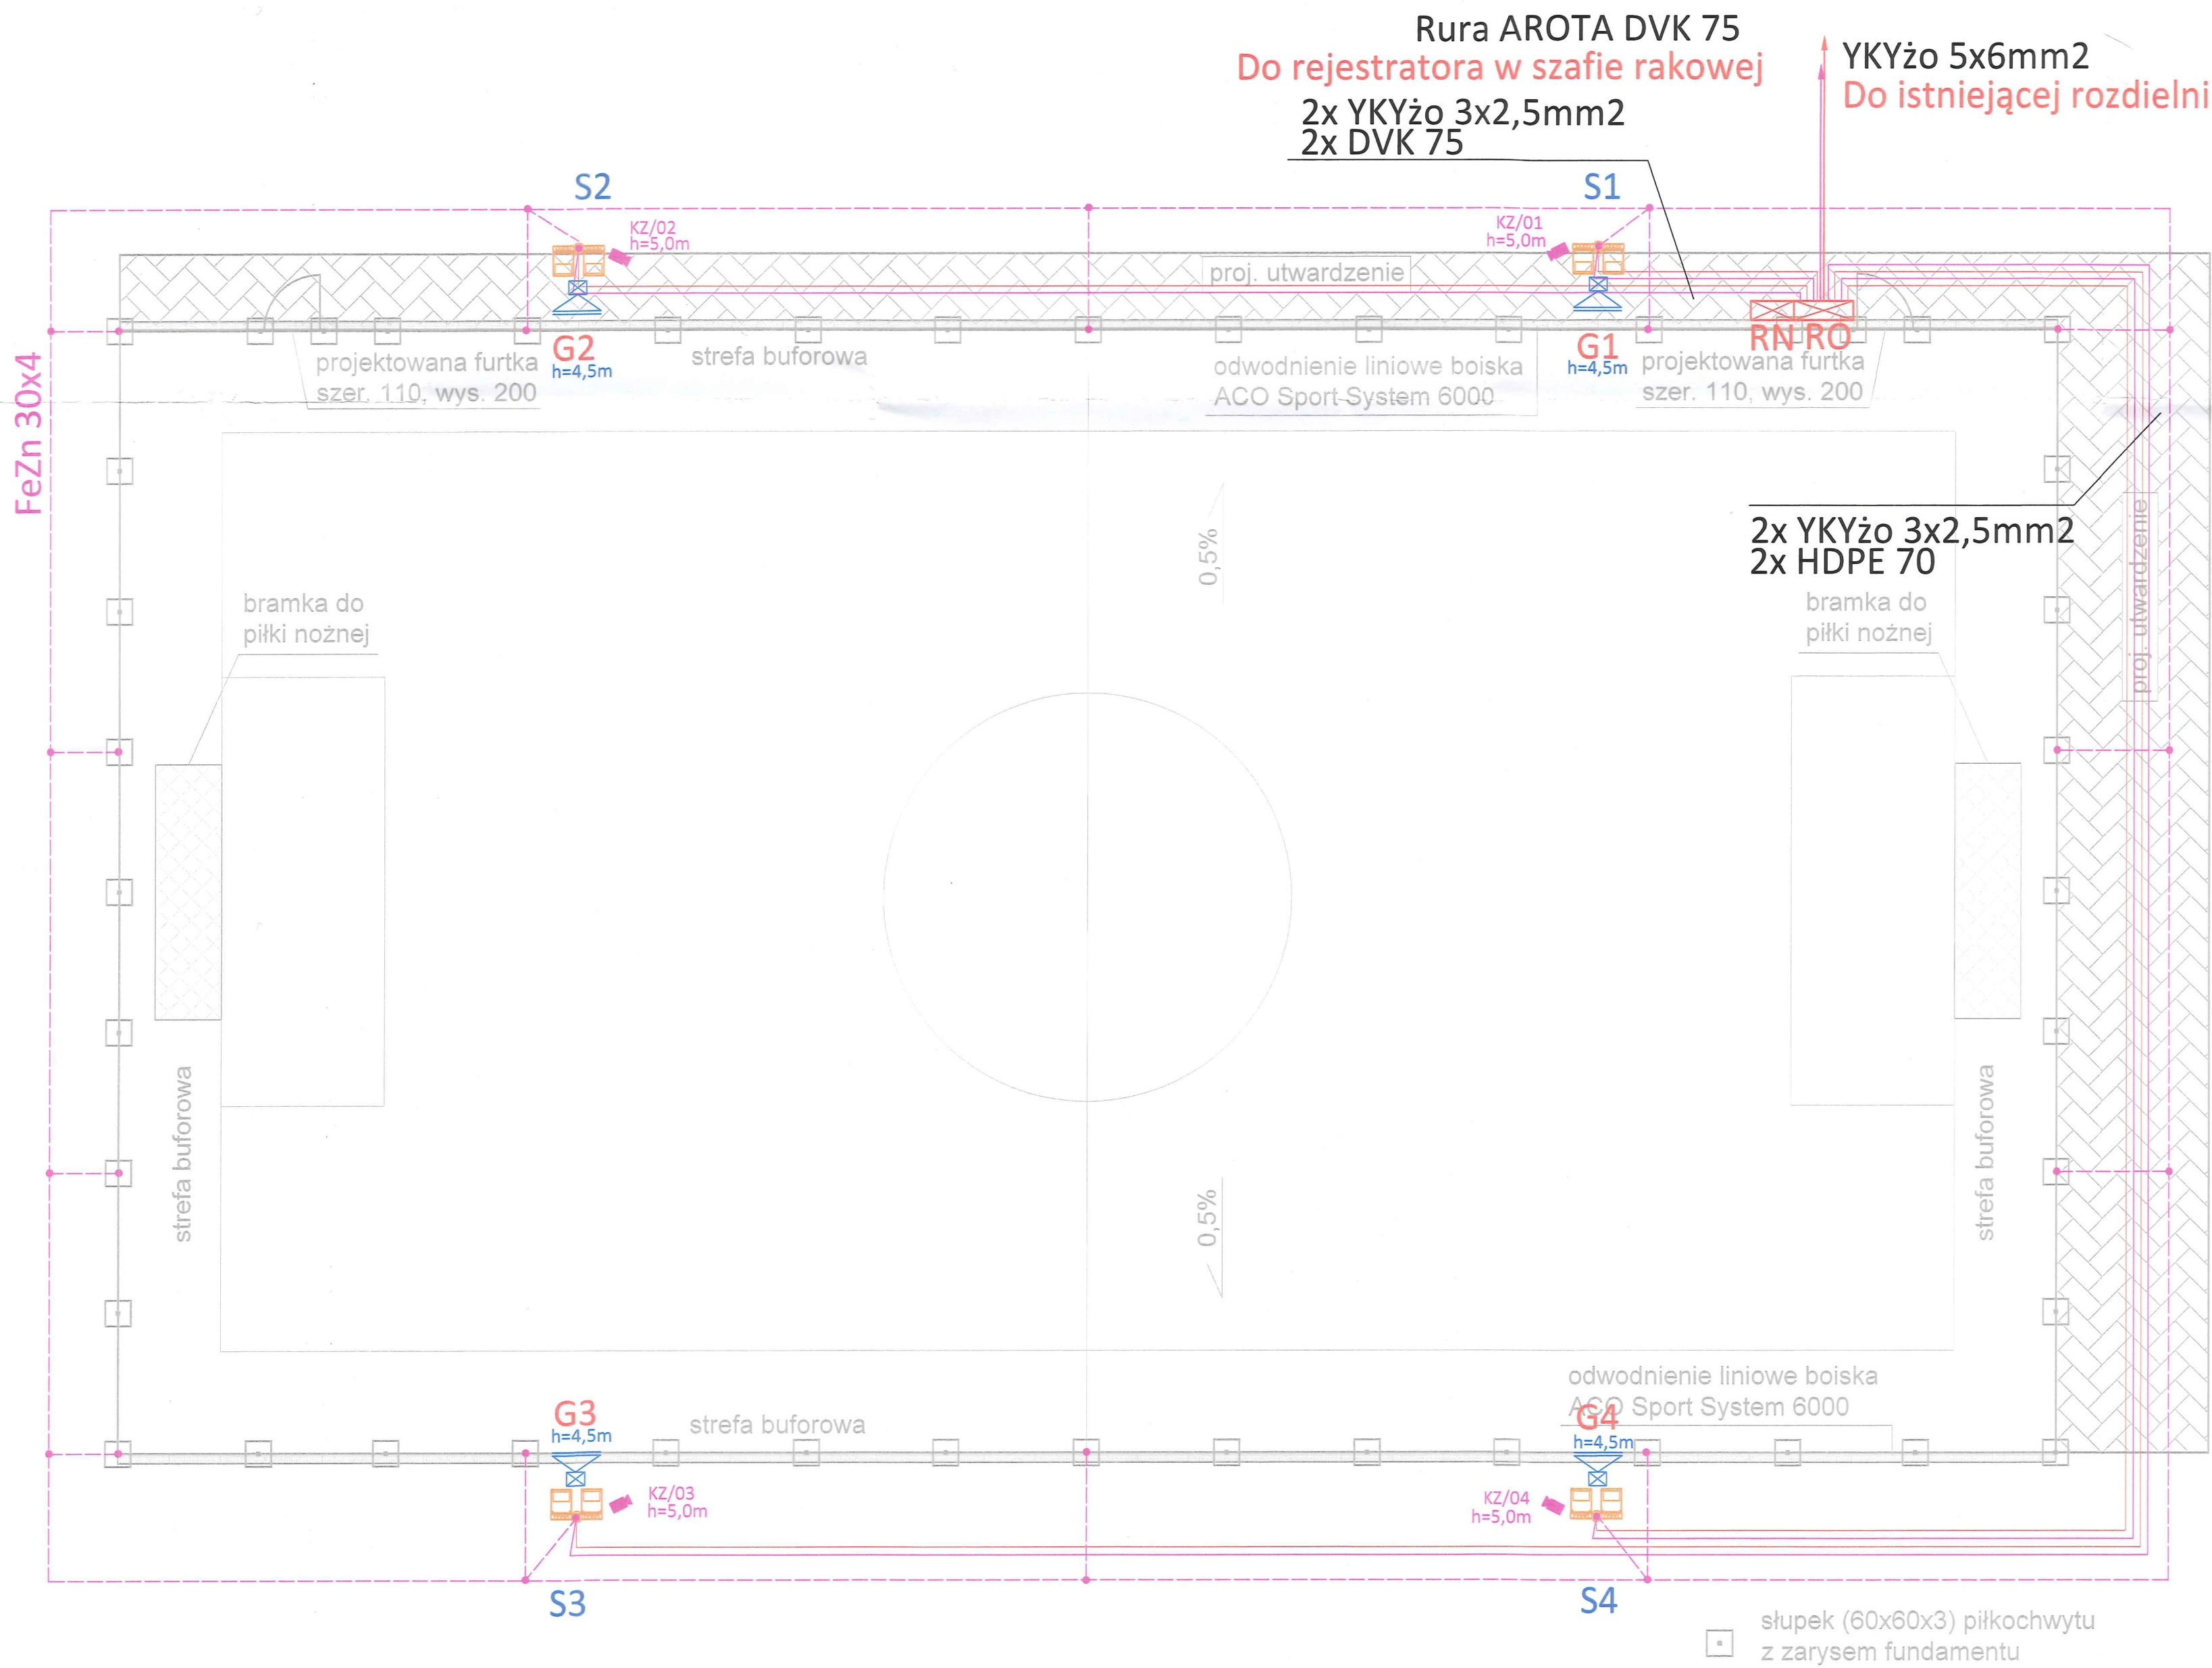 Rura AROTA DVK 75
Do rejestratora w szafie rakowej
YKYżo 5x6mm2
Do istniejącej rozdielni
2x YKYżo 3x2,5mm2
2x DVK 75
S2
S1
KZ/02
h=5,0m
KZ/01
h=5,0m
proj. utwardzenie
G2
h=4,5m
G1
h=4,5m
RN RO
projektowana furtka
szer. 110, wys. 200
strefa buforowa
odwodnienie liniowe boiska
ACO Sport System 6000
projektowana furtka
szer. 110, wys. 200
FeZn 30x4
0,5%
2x YKYżo 3x2,5mm2
2x HDPE 70
proj. utwardzenie
bramka do
piłki nożnej
bramka do
piłki nożnej
strefa buforowa
strefa buforowa
0,5%
odwodnienie liniowe boiska
ACO Sport System 6000
G3
h=4,5m
strefa buforowa
G4
h=4,5m
KZ/03
h=5,0m
KZ/04
h=5,0m
S3
S4
słupek (60x60x3) piłkochwytu
z zarysem fundamentu